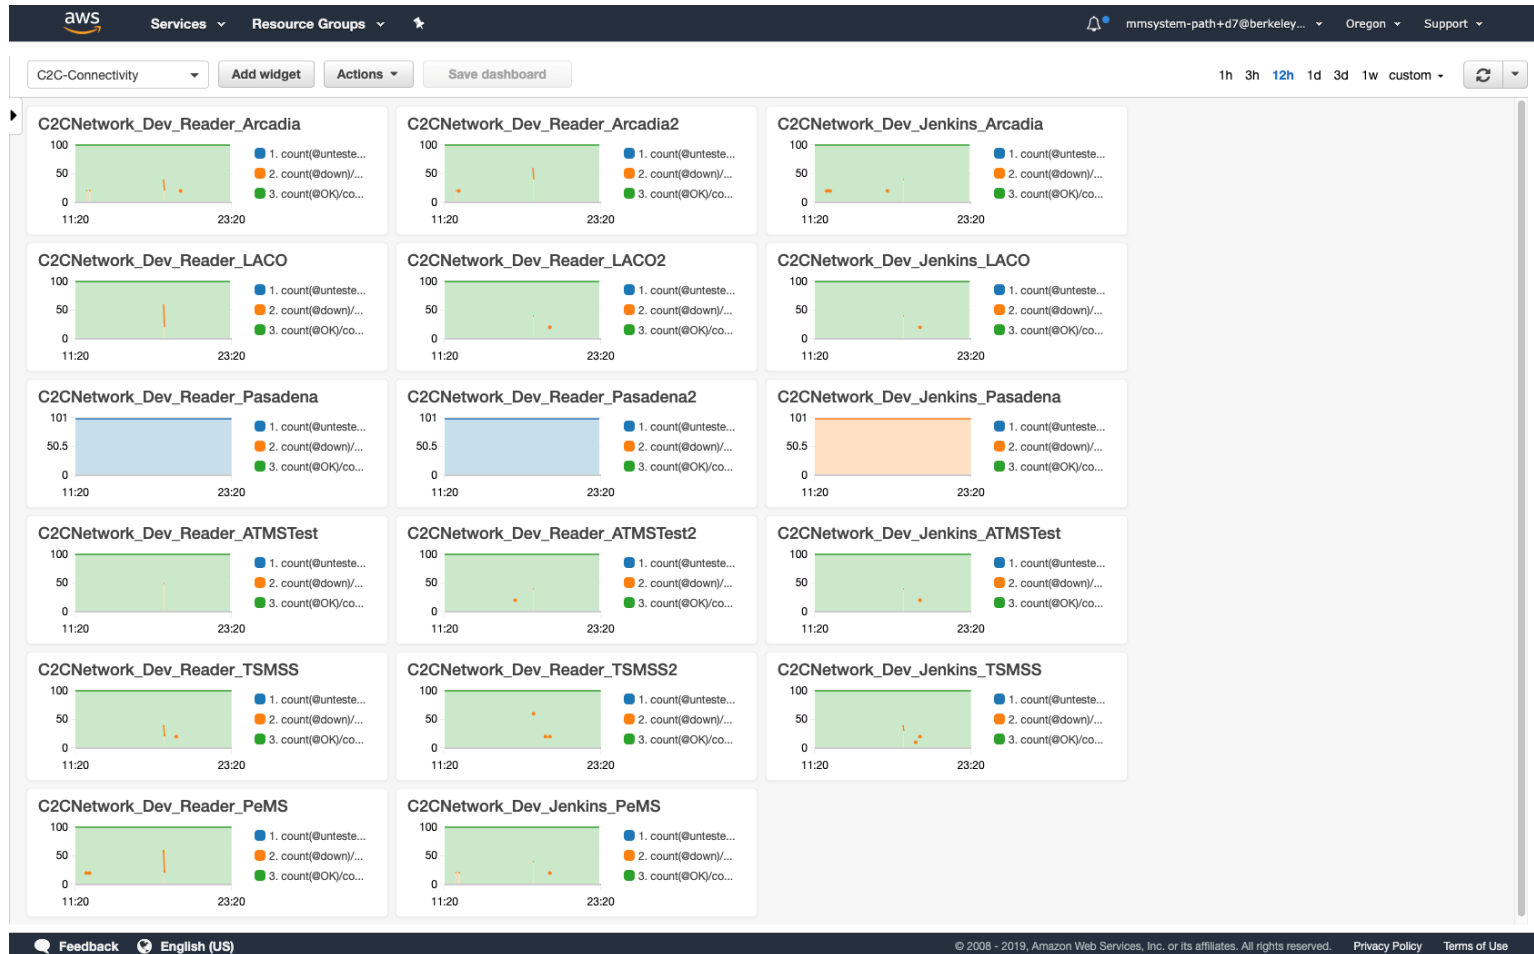 aws Services Resource Groups mmsystem-path+d7@berkeley... Oregon Support
C2C-Connectivity Add widget Actions Save dashboard 1h 3h 12h 1d 3d 1w custom
C2CNetwork_Dev_Reader_Arcadia
100
50
0
11:20 23:20
1. count(@unteste...
2. count(@down)/...
3. count(@OK)/co...
C2CNetwork_Dev_Reader_Arcadia2
100
50
0
11:20 23:20
1. count(@unteste...
2. count(@down)/...
3. count(@OK)/co...
C2CNetwork_Dev_Jenkins_Arcadia
100
50
0
11:20 23:20
1. count(@unteste...
2. count(@down)/...
3. count(@OK)/co...
C2CNetwork_Dev_Reader_LACO
100
50
0
11:20 23:20
1. count(@unteste...
2. count(@down)/...
3. count(@OK)/co...
C2CNetwork_Dev_Reader_LACO2
100
50
0
11:20 23:20
1. count(@unteste...
2. count(@down)/...
3. count(@OK)/co...
C2CNetwork_Dev_Jenkins_LACO
100
50
0
11:20 23:20
1. count(@unteste...
2. count(@down)/...
3. count(@OK)/co...
C2CNetwork_Dev_Reader_Pasadena
101
50.5
0
11:20 23:20
1. count(@unteste...
2. count(@down)/...
3. count(@OK)/co...
C2CNetwork_Dev_Reader_Pasadena2
101
50.5
0
11:20 23:20
1. count(@unteste...
2. count(@down)/...
3. count(@OK)/co...
C2CNetwork_Dev_Jenkins_Pasadena
101
50.5
0
11:20 23:20
1. count(@unteste...
2. count(@down)/...
3. count(@OK)/co...
C2CNetwork_Dev_Reader_ATMSTest
100
50
0
11:20 23:20
1. count(@unteste...
2. count(@down)/...
3. count(@OK)/co...
C2CNetwork_Dev_Reader_ATMSTest2
100
50
0
11:20 23:20
1. count(@unteste...
2. count(@down)/...
3. count(@OK)/co...
C2CNetwork_Dev_Jenkins_ATMSTest
100
50
0
11:20 23:20
1. count(@unteste...
2. count(@down)/...
3. count(@OK)/co...
C2CNetwork_Dev_Reader_TSMSS
100
50
0
11:20 23:20
1. count(@unteste...
2. count(@down)/...
3. count(@OK)/co...
C2CNetwork_Dev_Reader_TSMSS2
100
50
0
11:20 23:20
1. count(@unteste...
2. count(@down)/...
3. count(@OK)/co...
C2CNetwork_Dev_Jenkins_TSMSS
100
50
0
11:20 23:20
1. count(@unteste...
2. count(@down)/...
3. count(@OK)/co...
C2CNetwork_Dev_Reader_PeMS
100
50
0
11:20 23:20
1. count(@unteste...
2. count(@down)/...
3. count(@OK)/co...
C2CNetwork_Dev_Jenkins_PeMS
100
50
0
11:20 23:20
1. count(@unteste...
2. count(@down)/...
3. count(@OK)/co...
Feedback English (US) © 2008 - 2019, Amazon Web Services, Inc. or its affiliates. All rights reserved. Privacy Policy Terms of Use